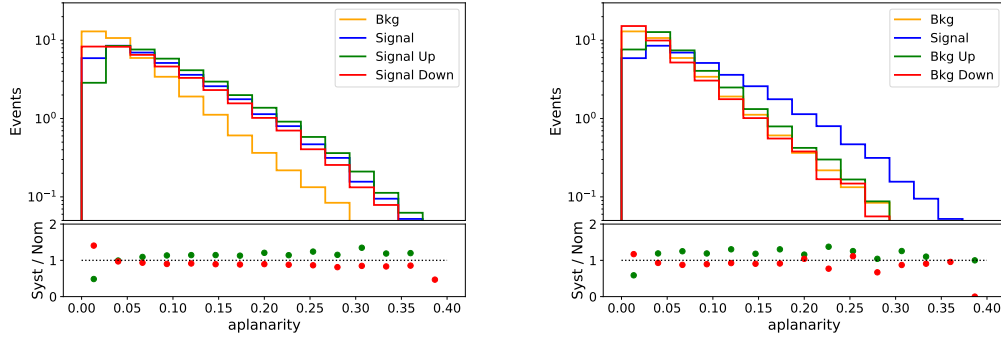 Events
10¹
10⁰
10⁻¹
Bkg
Signal
Signal Up
Signal Down
Syst / Nom
2
1
0
0.00 0.05 0.10 0.15 0.20 0.25 0.30 0.35 0.40
aplanarity
Events
10¹
10⁰
10⁻¹
Bkg
Signal
Bkg Up
Bkg Down
Syst / Nom
2
1
0
0.00 0.05 0.10 0.15 0.20 0.25 0.30 0.35 0.40
aplanarity